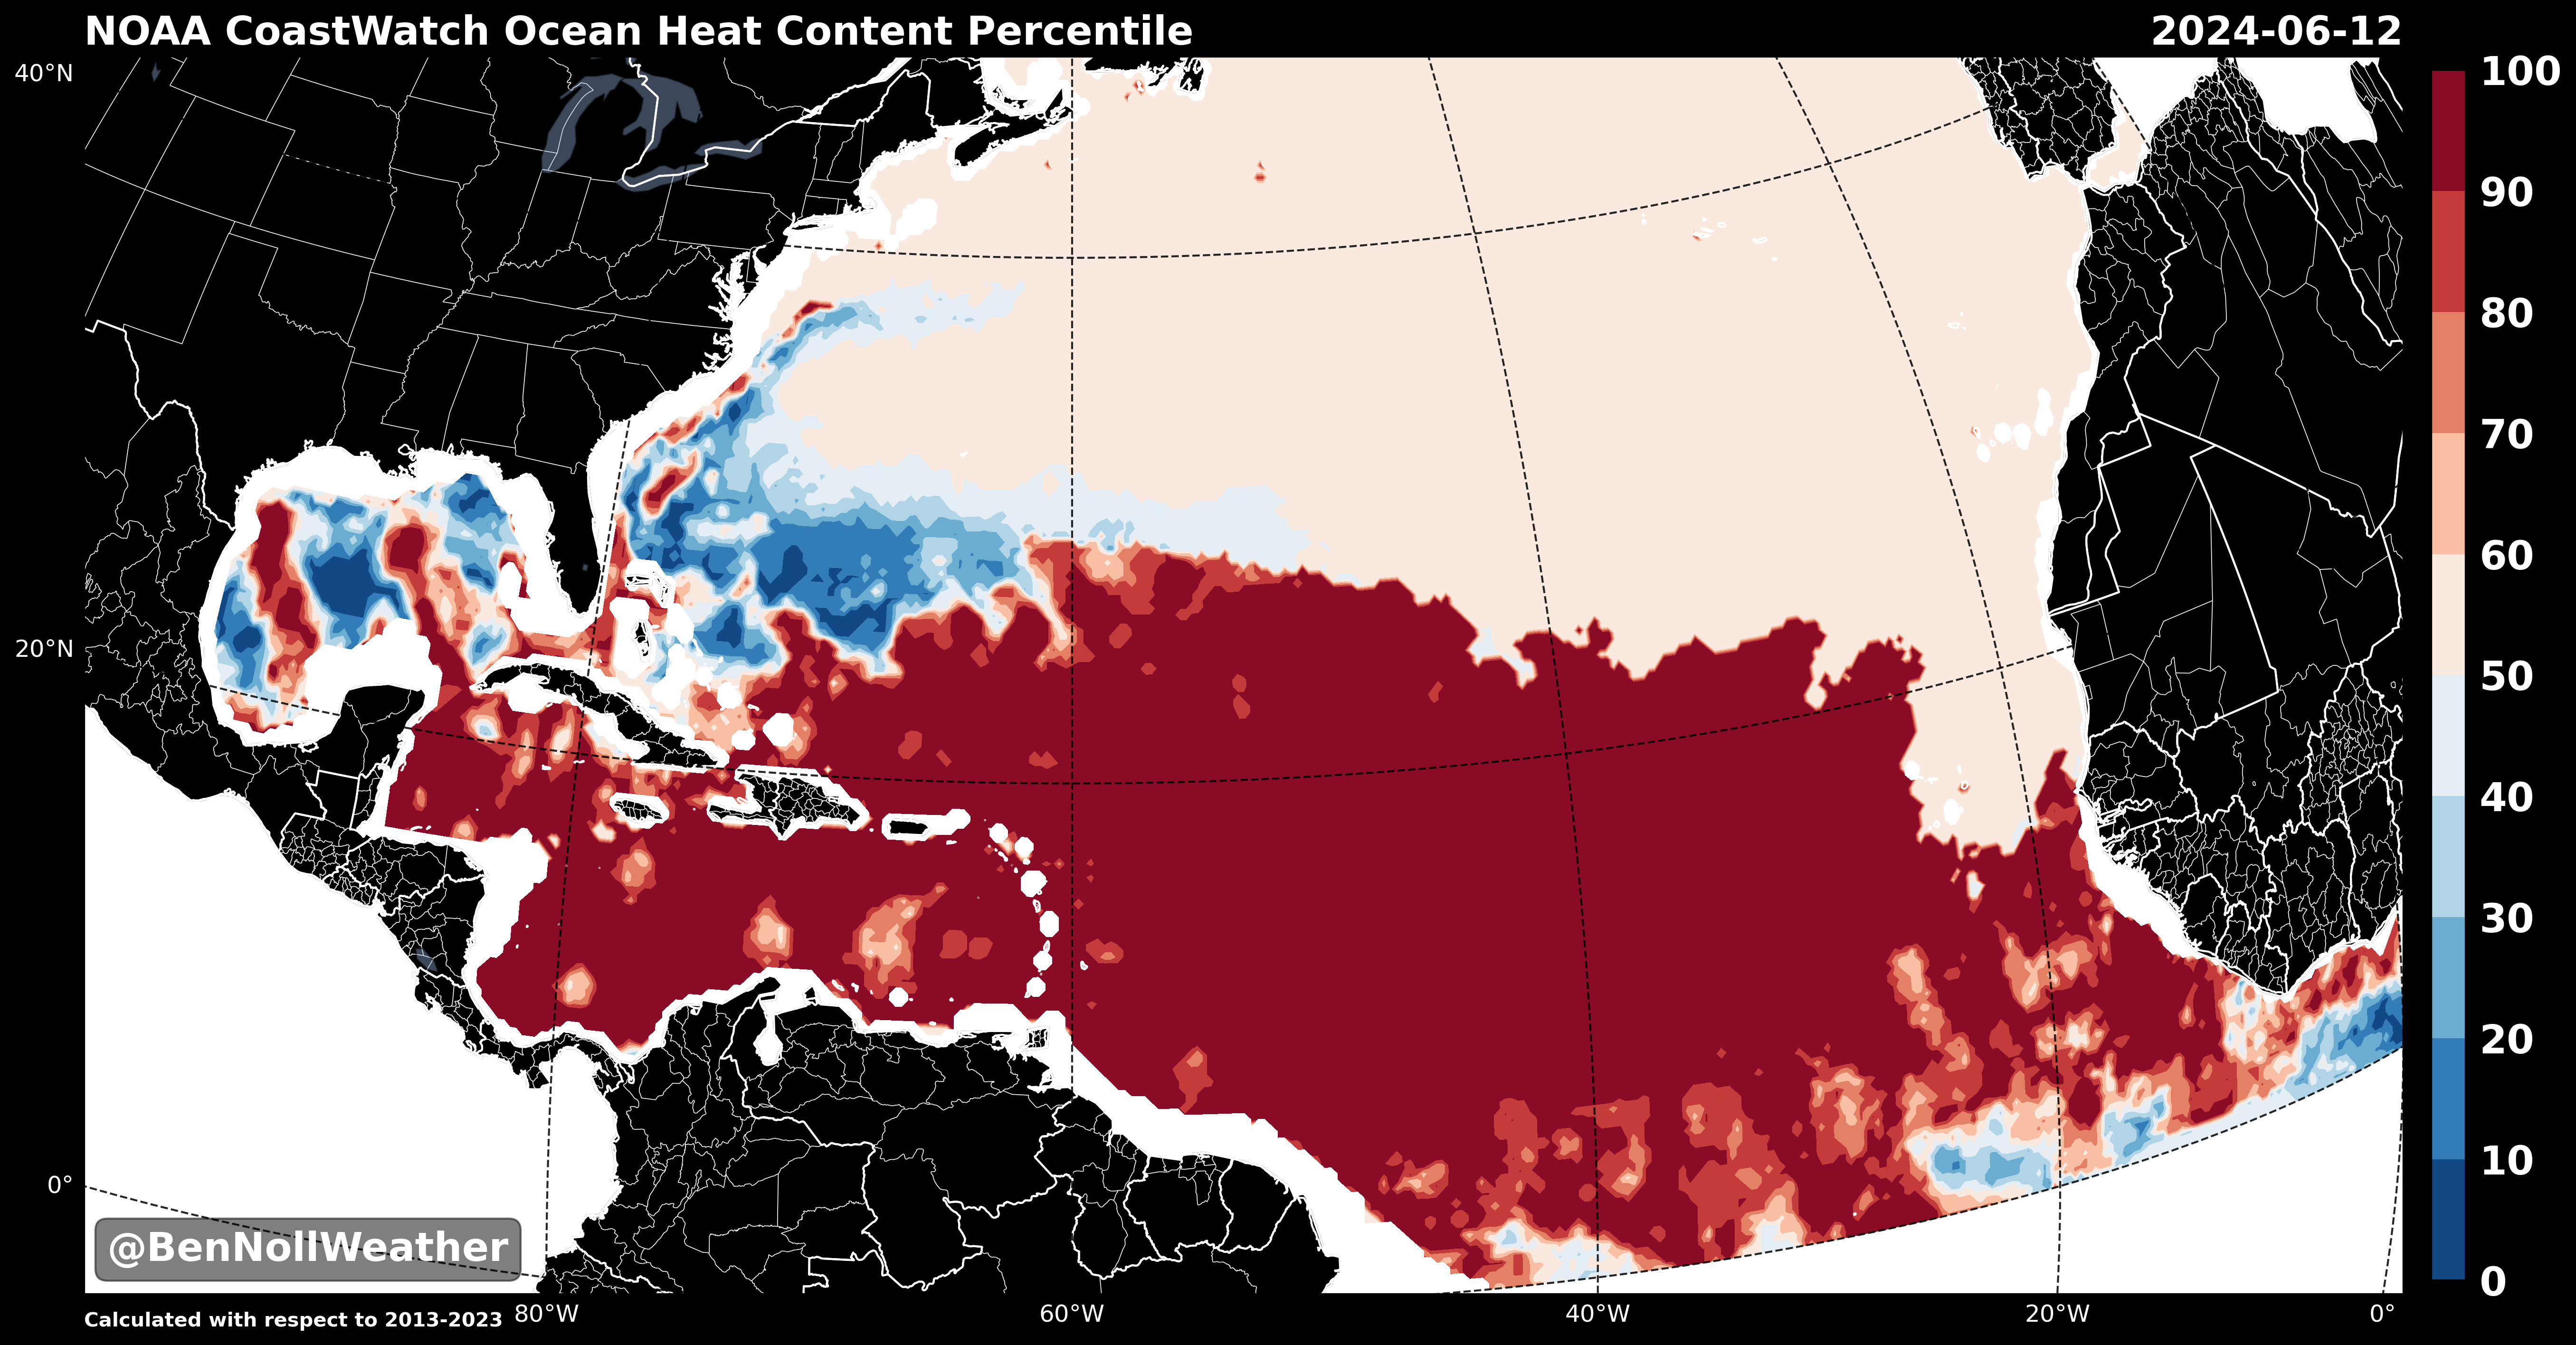 NOAA CoastWatch Ocean Heat Content Percentile 2024-06-12
40°N
20°N
0°
100
90
80
70
60
50
40
30
20
10
0
@BenNollWeather
80°W 60°W 40°W 20°W 0°
Calculated with respect to 2013-2023